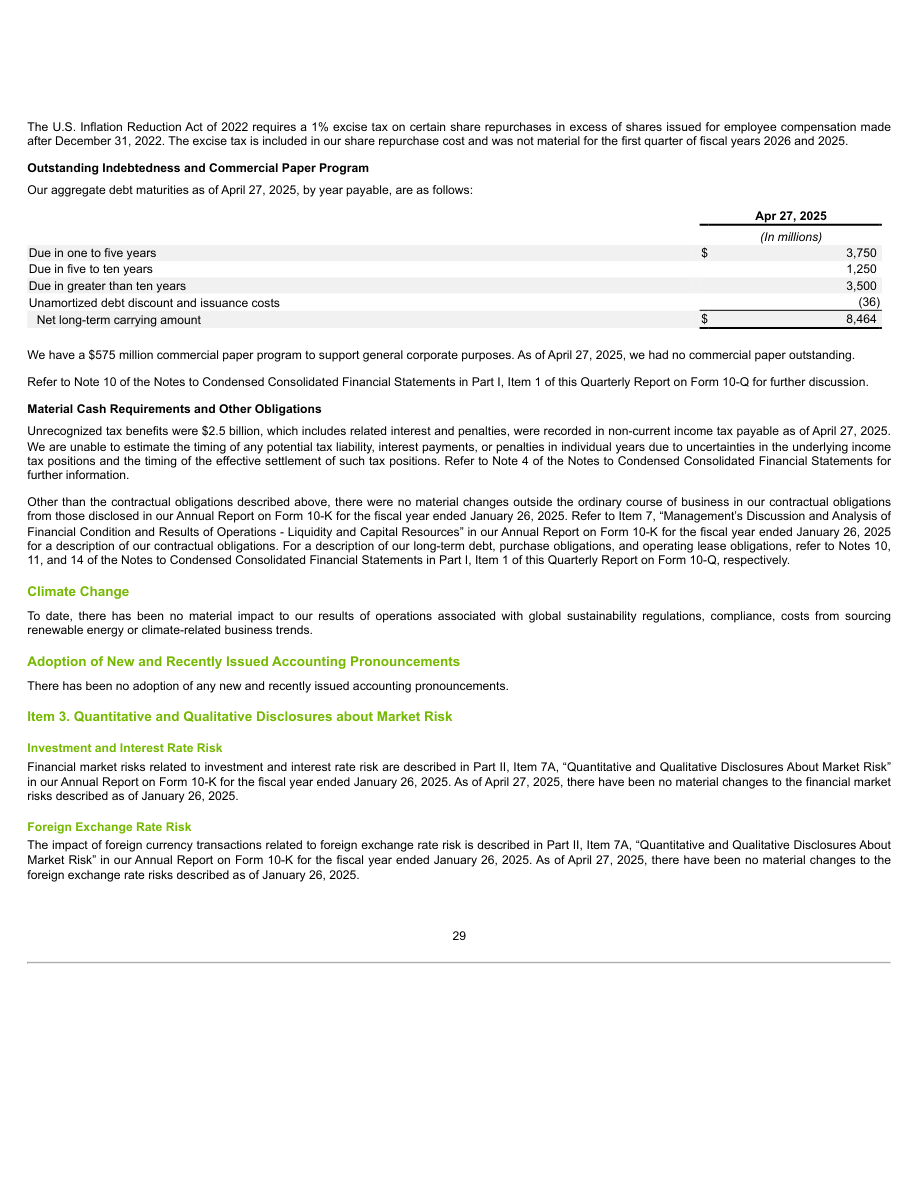 The U.S. Inflation Reduction Act of 2022 requires a 1% excise tax on certain share repurchases in excess of shares issued for employee compensation made
after December 31, 2022. The excise tax is included in our share repurchase cost and was not material for the first quarter of fiscal years 2026 and 2025.
Outstanding Indebtedness and Commercial Paper Program
Our aggregate debt maturities as of April 27, 2025, by year payable, are as follows:
Apr 27, 2025
(In millions)
Due in one to five years $ 3,750
Due in five to ten years 1,250
Due in greater than ten years 3,500
Unamortized debt discount and issuance costs (36)
Net long-term carrying amount $ 8,464
We have a $575 million commercial paper program to support general corporate purposes. As of April 27, 2025, we had no commercial paper outstanding.
Refer to Note 10 of the Notes to Condensed Consolidated Financial Statements in Part I, Item 1 of this Quarterly Report on Form 10-Q for further discussion.
Material Cash Requirements and Other Obligations
Unrecognized tax benefits were $2.5 billion, which includes related interest and penalties, were recorded in non-current income tax payable as of April 27, 2025.
We are unable to estimate the timing of any potential tax liability, interest payments, or penalties in individual years due to uncertainties in the underlying income
tax positions and the timing of the effective settlement of such tax positions. Refer to Note 4 of the Notes to Condensed Consolidated Financial Statements for
further information.
Other than the contractual obligations described above, there were no material changes outside the ordinary course of business in our contractual obligations
from those disclosed in our Annual Report on Form 10-K for the fiscal year ended January 26, 2025. Refer to Item 7, “Management’s Discussion and Analysis of
Financial Condition and Results of Operations - Liquidity and Capital Resources” in our Annual Report on Form 10-K for the fiscal year ended January 26, 2025
for a description of our contractual obligations. For a description of our long-term debt, purchase obligations, and operating lease obligations, refer to Notes 10,
11, and 14 of the Notes to Condensed Consolidated Financial Statements in Part I, Item 1 of this Quarterly Report on Form 10-Q, respectively.
Climate Change
To date, there has been no material impact to our results of operations associated with global sustainability regulations, compliance, costs from sourcing
renewable energy or climate-related business trends.
Adoption of New and Recently Issued Accounting Pronouncements
There has been no adoption of any new and recently issued accounting pronouncements.
Item 3. Quantitative and Qualitative Disclosures about Market Risk
Investment and Interest Rate Risk
Financial market risks related to investment and interest rate risk are described in Part II, Item 7A, “Quantitative and Qualitative Disclosures About Market Risk”
in our Annual Report on Form 10-K for the fiscal year ended January 26, 2025. As of April 27, 2025, there have been no material changes to the financial market
risks described as of January 26, 2025.
Foreign Exchange Rate Risk
The impact of foreign currency transactions related to foreign exchange rate risk is described in Part II, Item 7A, “Quantitative and Qualitative Disclosures About
Market Risk” in our Annual Report on Form 10-K for the fiscal year ended January 26, 2025. As of April 27, 2025, there have been no material changes to the
foreign exchange rate risks described as of January 26, 2025.
29